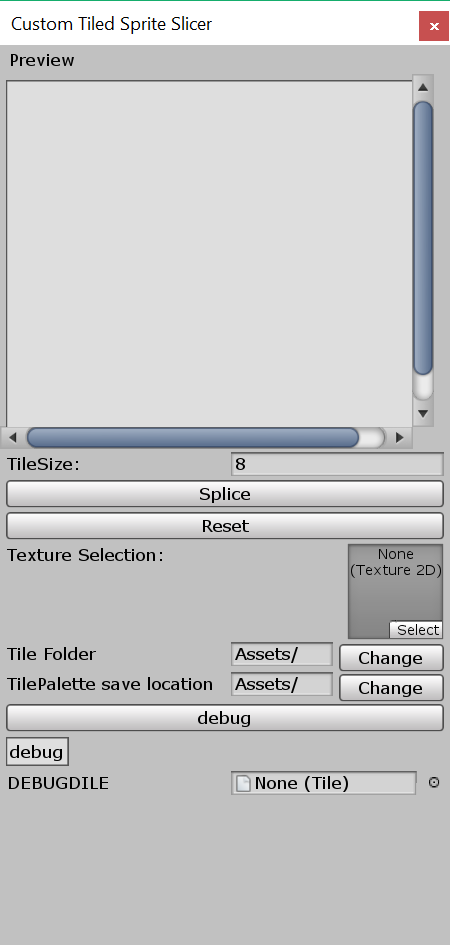 Custom Tiled Sprite Slicer
Preview
TileSize: 8
Splice
Reset
Texture Selection:
None
(Texture 2D)
Select
Tile Folder Assets/ Change
TilePalette save location Assets/ Change
debug
debug
DEBUGDILE None (Tile)